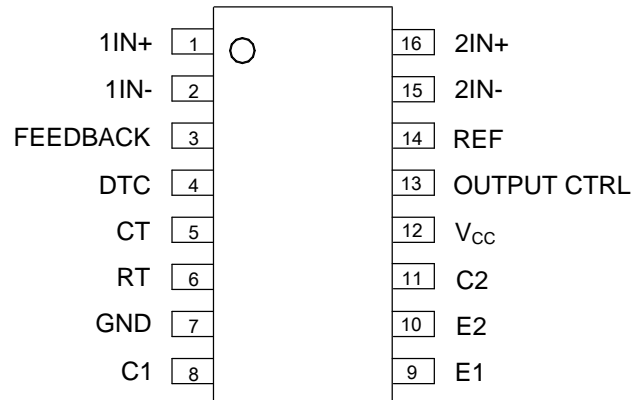 1IN+ 1 16 2IN+
1IN- 2 15 2IN-
FEEDBACK 3 14 REF
DTC 4 13 OUTPUT CTRL
CT 5 12 VCC
RT 6 11 C2
GND 7 10 E2
C1 8 9 E1